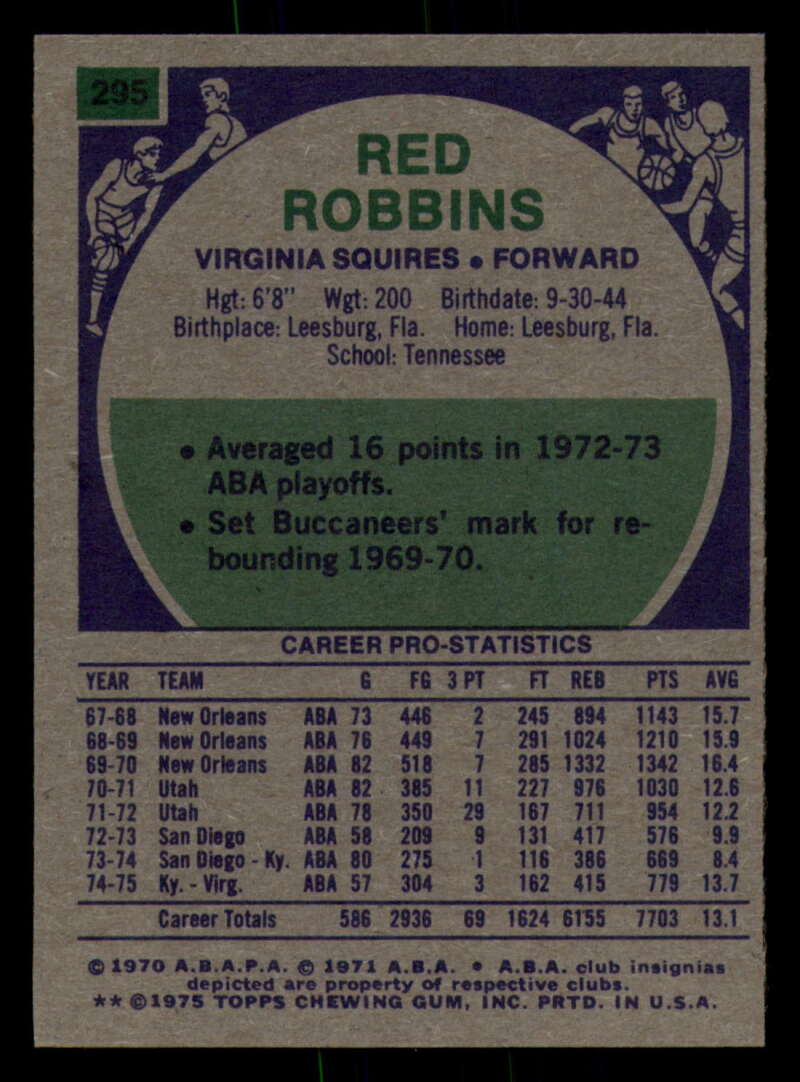 295
RED
ROBBINS
VIRGINIA SQUIRES • FORWARD
Hgt: 6'8" Wgt: 200 Birthdate: 9-30-44
Birthplace: Leesburg, Fla. Home: Leesburg, Fla.
School: Tennessee
• Averaged 16 points in 1972-73
ABA playoffs.
• Set Buccaneers' mark for re-
bounding 1969-70.
CAREER PRO-STATISTICS
YEAR TEAM G FG 3 PT FT REB PTS AVG
67-68 New Orleans ABA 73 446 2 245 894 1143 15.7
68-69 New Orleans ABA 76 449 7 291 1024 1210 15.9
69-70 New Orleans ABA 82 518 7 285 1332 1342 16.4
70-71 Utah ABA 82 385 11 227 976 1030 12.6
71-72 Utah ABA 78 350 29 167 711 954 12.2
72-73 San Diego ABA 58 209 9 131 417 576 9.9
73-74 San Diego - Ky. ABA 80 275 1 116 386 669 8.4
74-75 Ky. - Virg. ABA 57 304 3 162 415 779 13.7
Career Totals 586 2936 69 1624 6155 7703 13.1
© 1970 A.B.A.P.A. © 1971 A.B.A. • A.B.A. club insignias
depicted are property of respective clubs.
** ©1975 TOPPS CHEWING GUM, INC. PRTD. IN U.S.A.